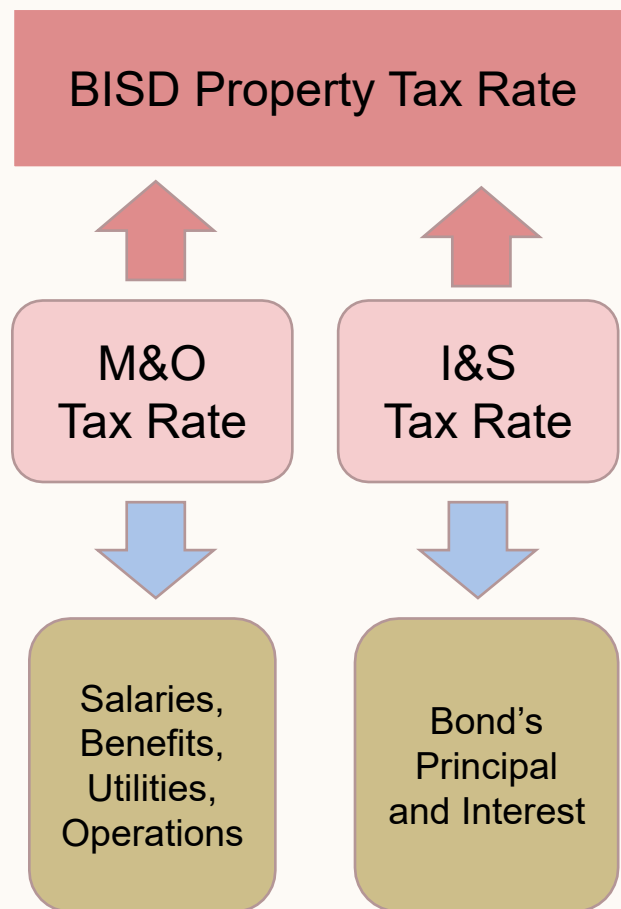 BISD Property Tax Rate
M&O
Tax Rate
I&S
Tax Rate
Salaries,
Benefits,
Utilities,
Operations
Bond’s
Principal
and Interest